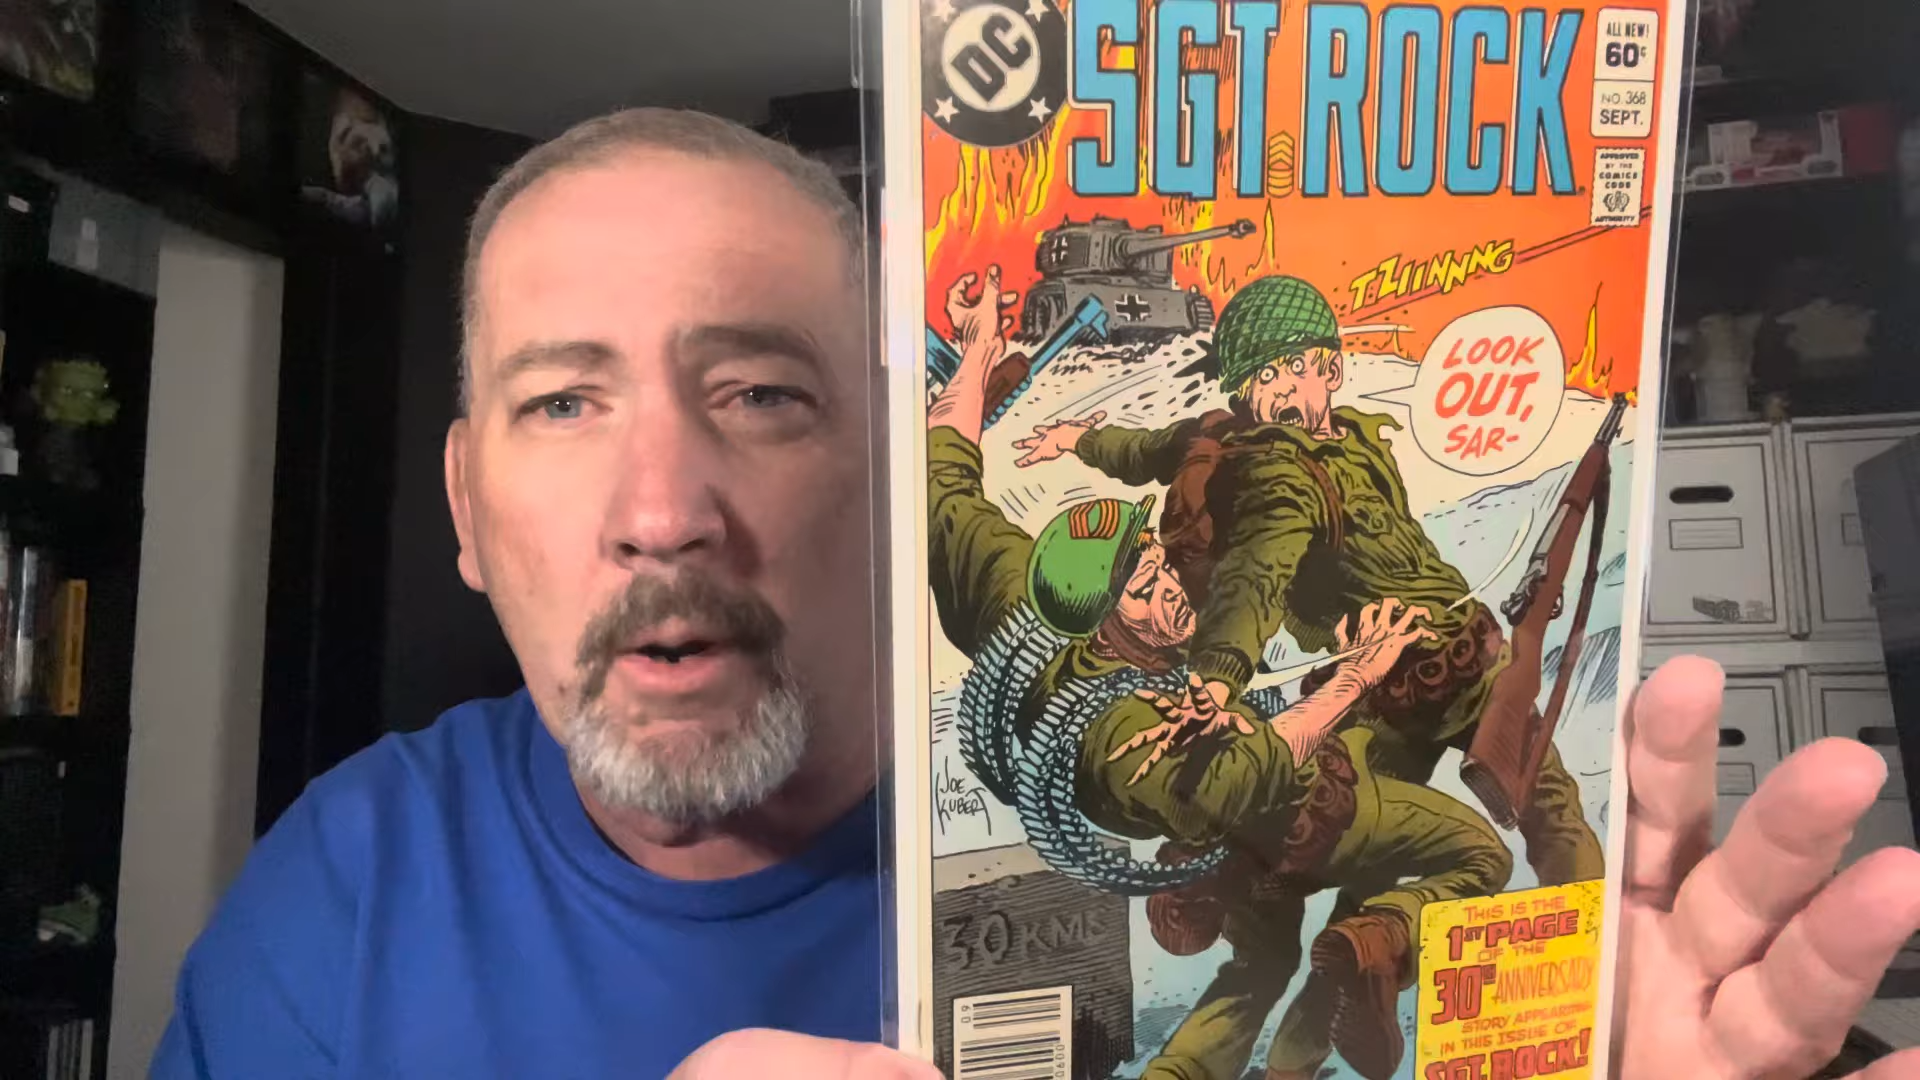 DC
SGT. ROCK
ALL NEW!
60¢
NO. 368
SEPT.
APPROVED
BY THE
COMICS
CODE
AUTHORITY
TZIINNNG
LOOK
OUT,
SAR-
JOE
KUBERT
30 KMS
THIS IS THE
1ST PAGE
OF THE
30TH ANNIVERSARY
STORY APPEARING
IN THIS ISSUE OF
SGT. ROCK!
09